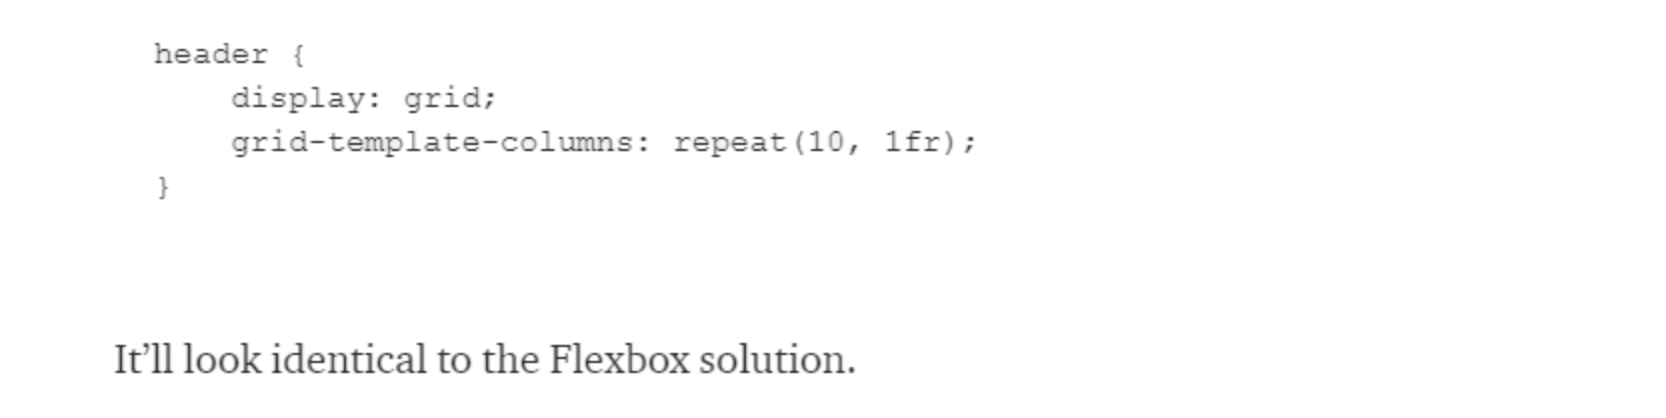 header {
    display: grid;
    grid-template-columns: repeat(10, 1fr);
}
It’ll look identical to the Flexbox solution.